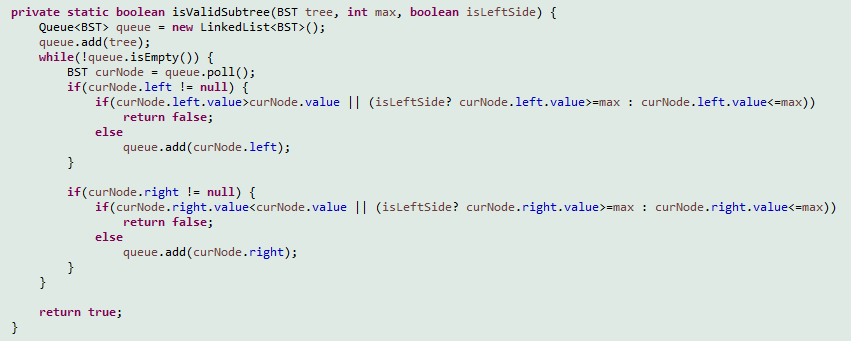 private static boolean isValidSubtree(BST tree, int max, boolean isLeftSide) {
    Queue<BST> queue = new LinkedList<BST>();
    queue.add(tree);
    while(!queue.isEmpty()) {
        BST curNode = queue.poll();
        if(curNode.left != null) {
            if(curNode.left.value>curNode.value || (isLeftSide? curNode.left.value>=max : curNode.left.value<=max))
                return false;
            else
                queue.add(curNode.left);
        }

        if(curNode.right != null) {
            if(curNode.right.value<curNode.value || (isLeftSide? curNode.right.value>=max : curNode.right.value<=max))
                return false;
            else
                queue.add(curNode.right);
        }
    }

    return true;
}